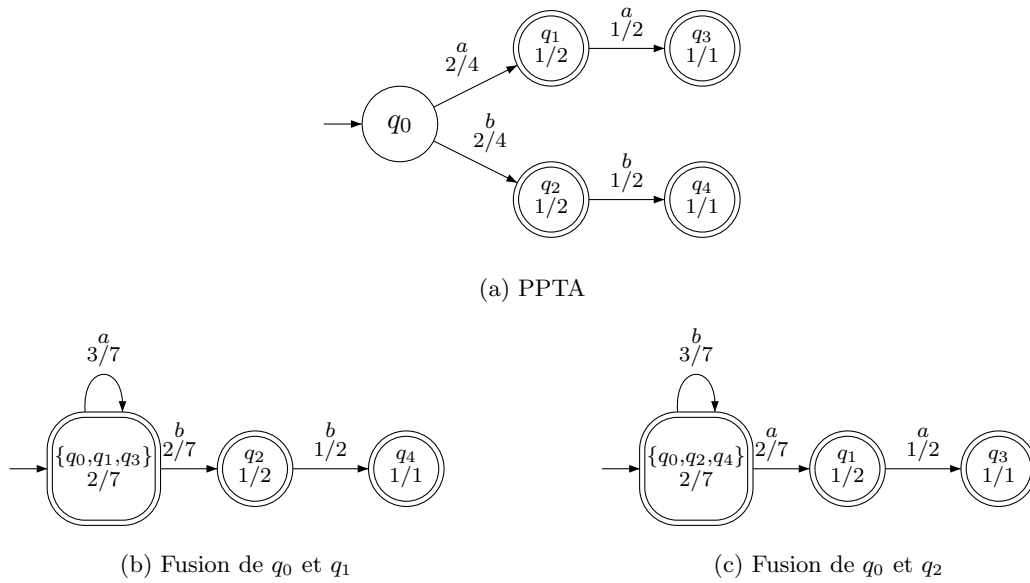 a
1/2
q1
1/2
q3
1/1
a
2/4
q0
b
2/4
b
1/2
q2
1/2
q4
1/1
(a) PPTA
a
3/7
b
2/7
b
1/2
{q0,q1,q3}
2/7
q2
1/2
q4
1/1
(b) Fusion de q0 et q1
b
3/7
a
2/7
a
1/2
{q0,q2,q4}
2/7
q1
1/2
q3
1/1
(c) Fusion de q0 et q2